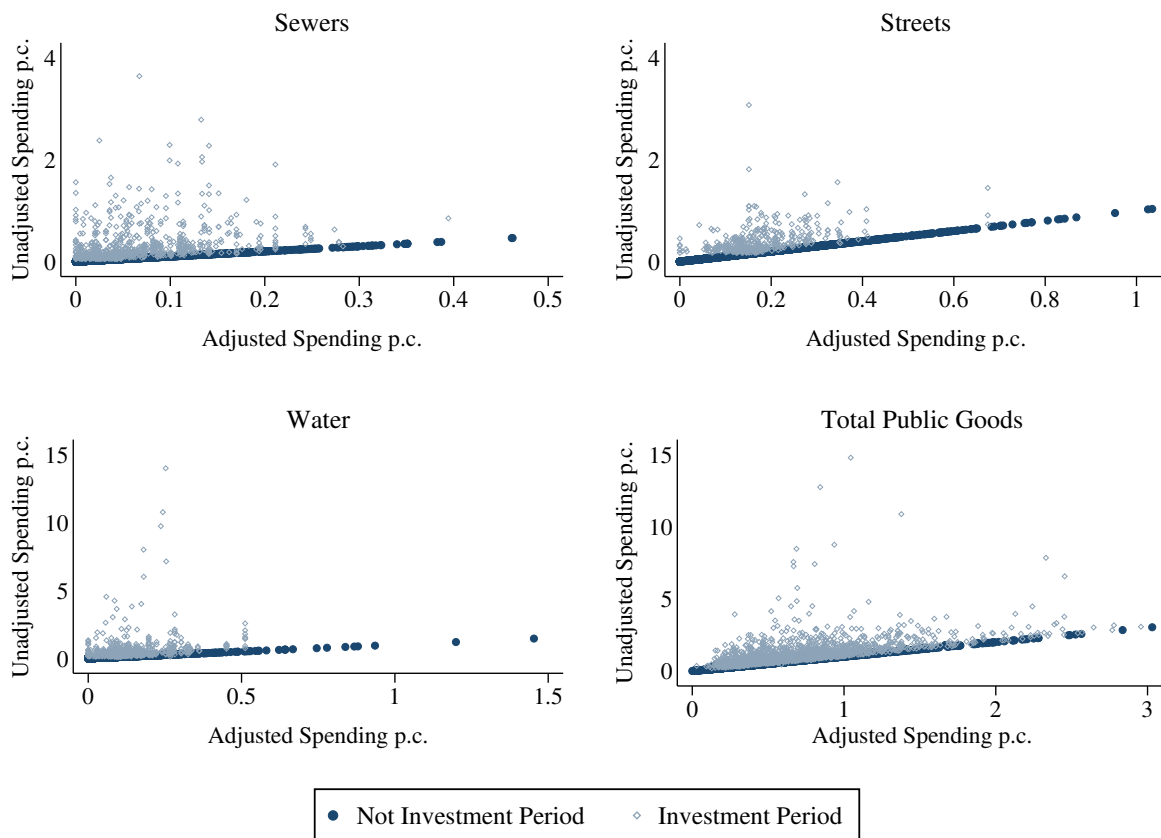 Sewers
Unadjusted Spending p.c.
4
2
0
0 0.1 0.2 0.3 0.4 0.5
Adjusted Spending p.c.
Streets
Unadjusted Spending p.c.
4
2
0
0 0.2 0.4 0.6 0.8 1
Adjusted Spending p.c.
Water
Unadjusted Spending p.c.
15
10
5
0
0 0.5 1 1.5
Adjusted Spending p.c.
Total Public Goods
Unadjusted Spending p.c.
15
10
5
0
0 1 2 3
Adjusted Spending p.c.
Not Investment Period Investment Period